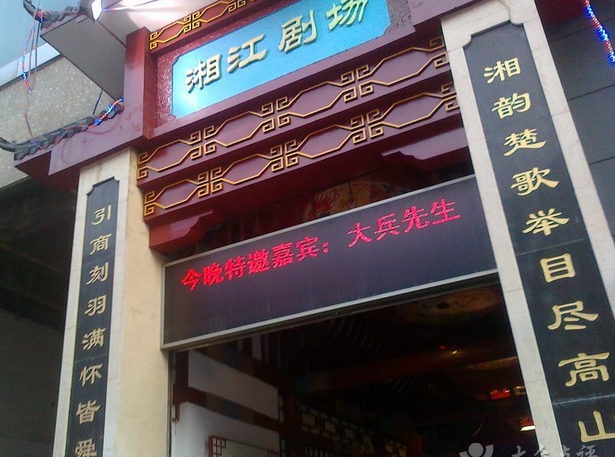 湘江剧场
今晚特邀嘉宾：大兵先生
湘韵楚歌举目尽高山
引商刻羽满怀皆舜